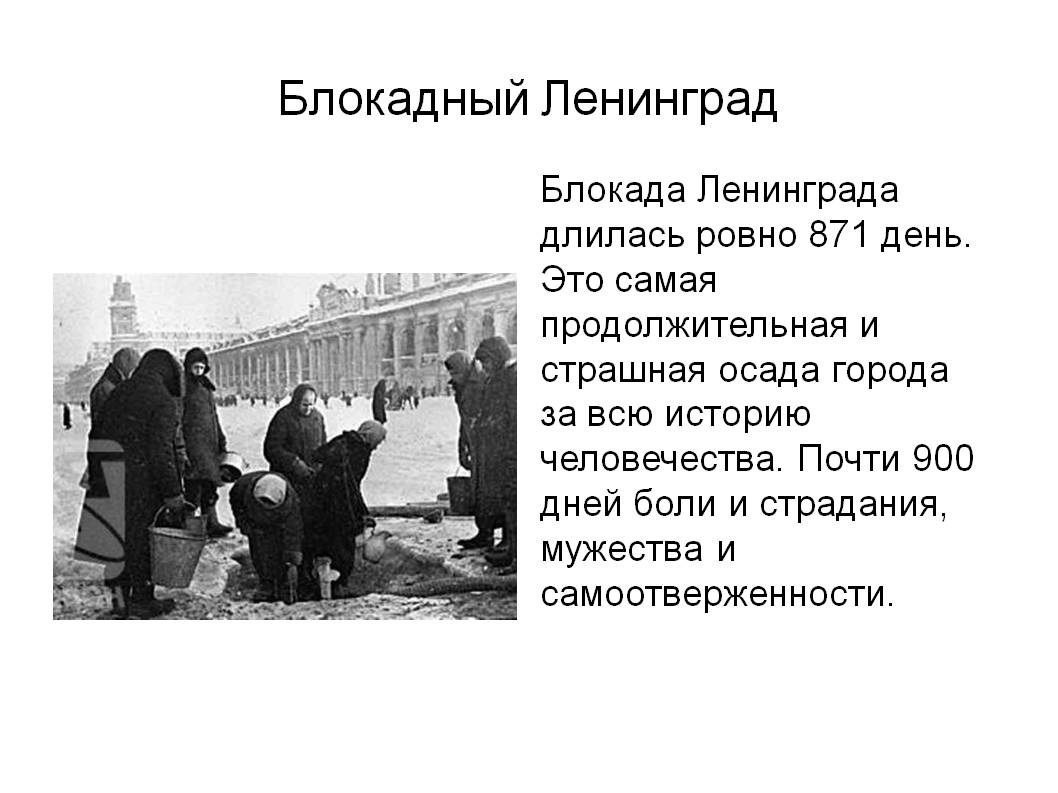 Блокадный Ленинград
Блокада Ленинграда
длилась ровно 871 день.
Это самая
продолжительная и
страшная осада города
за всю историю
человечества. Почти 900
дней боли и страдания,
мужества и
самоотверженности.